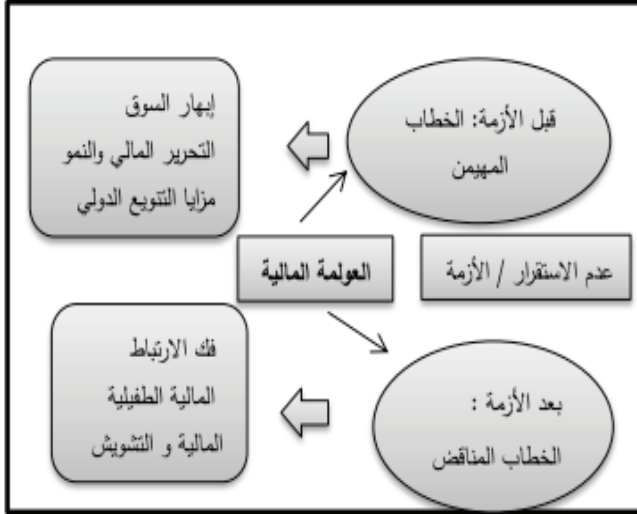 قبل الأزمة: الخطاب
المهيمن
إبهار السوق
التحرير المالي والنمو
مزايا التنويع الدولي
عدم الاستقرار / الأزمة
العولمة المالية
بعد الأزمة :
الخطاب المناقض
فك الارتباط
المالية الطفيلية
المالية و التشويش